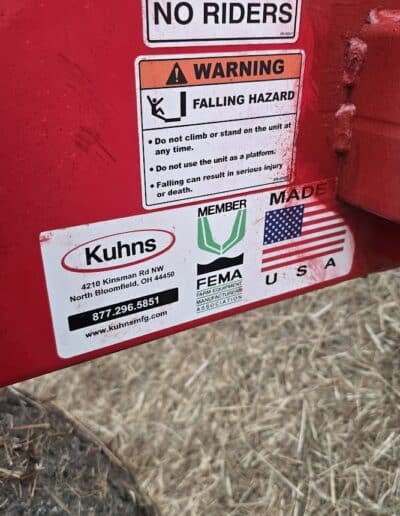 NO RIDERS
WARNING
FALLING HAZARD
• Do not climb or stand on the unit at
any time.
• Do not use the unit as a platform.
• Falling can result in serious injury
or death.
Kuhns
4210 Kinsman Rd NW
North Bloomfield, OH 44450
877.296.5851
www.kuhnsmfg.com
MEMBER
FEMA
FARM EQUIPMENT
MANUFACTURERS
ASSOCIATION
MADE
USA